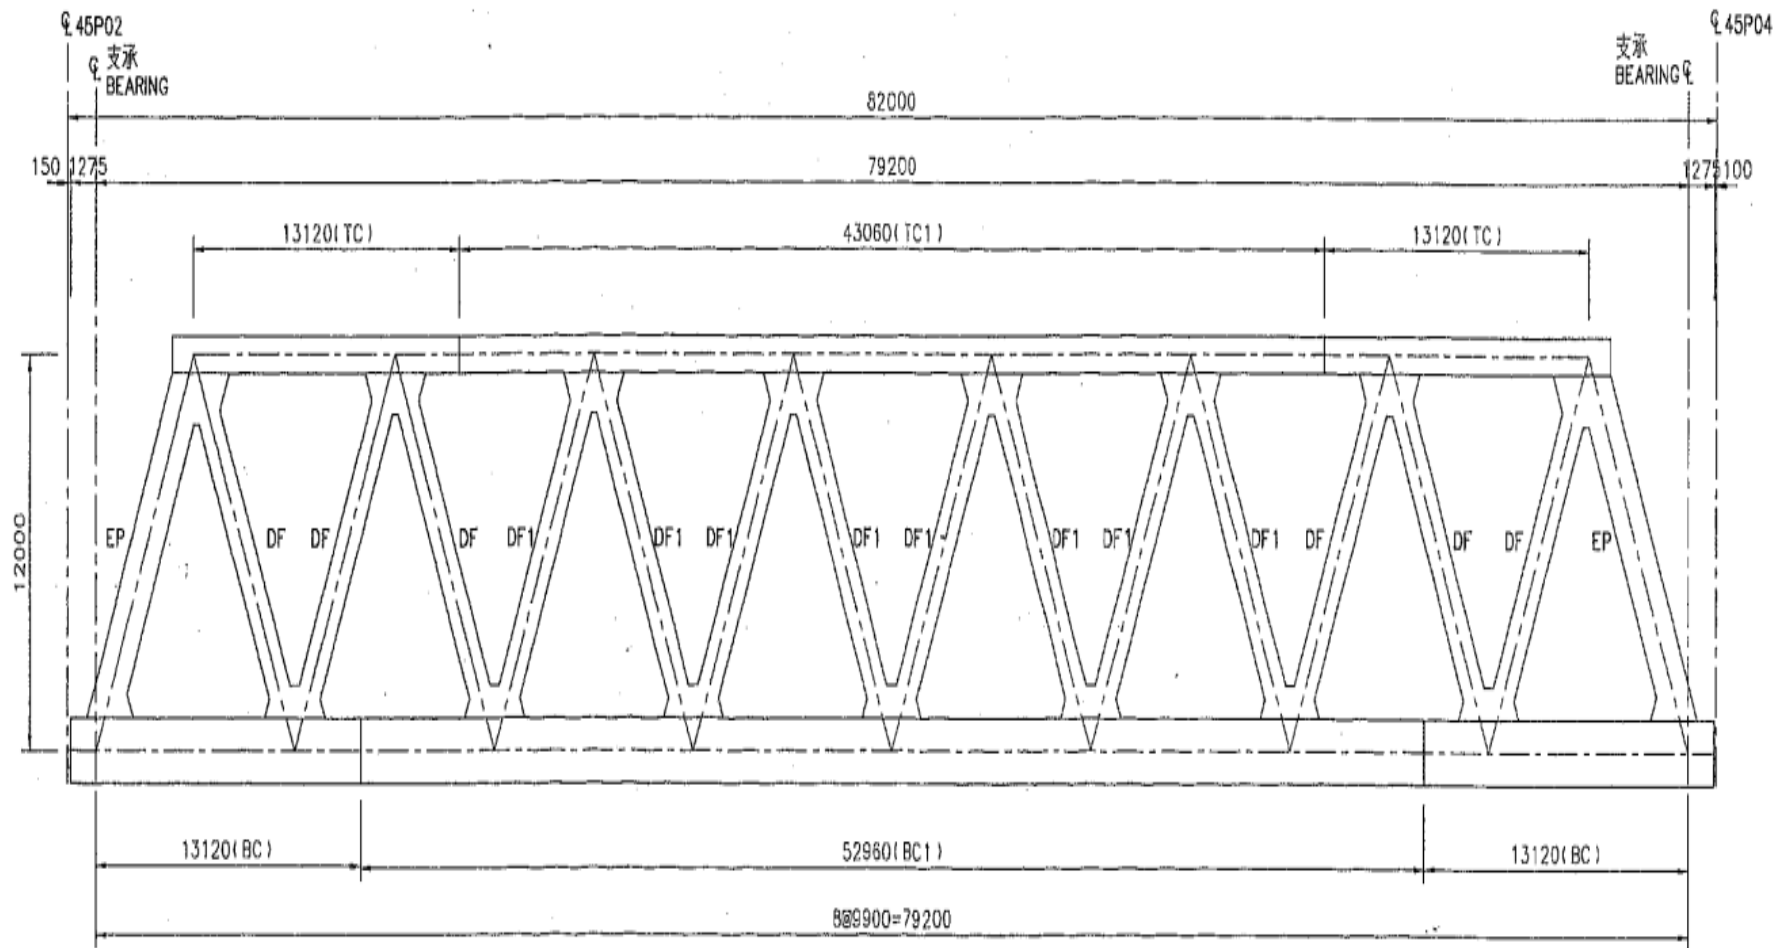 ℄ 45P02
℄ 45P04
℄ 支承
BEARING
支承
BEARING ℄
82000
150 1275
79200
1275 100
13120(TC)
43060(TC1)
13120(TC)
12000
EP
DF
DF
DF
DF1
DF1
DF1
DF1
DF1
DF1
DF1
DF1
DF
DF
DF
EP
13120(BC)
52960(BC1)
13120(BC)
8@9900=79200